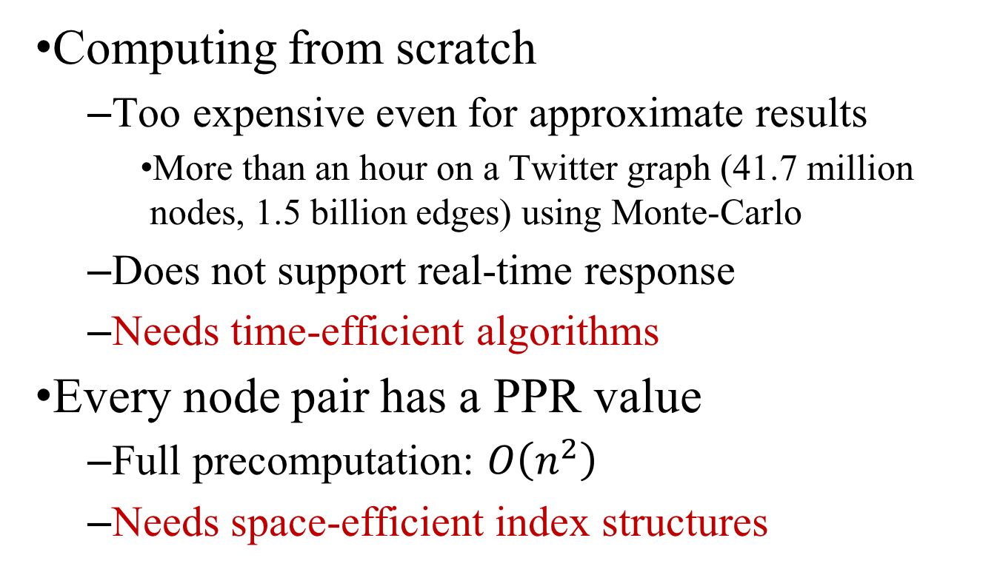 •Computing from scratch
–Too expensive even for approximate results
•More than an hour on a Twitter graph (41.7 million
nodes, 1.5 billion edges) using Monte-Carlo
–Does not support real-time response
–Needs time-efficient algorithms
•Every node pair has a PPR value
–Full precomputation: 𝑂(𝑛²)
–Needs space-efficient index structures